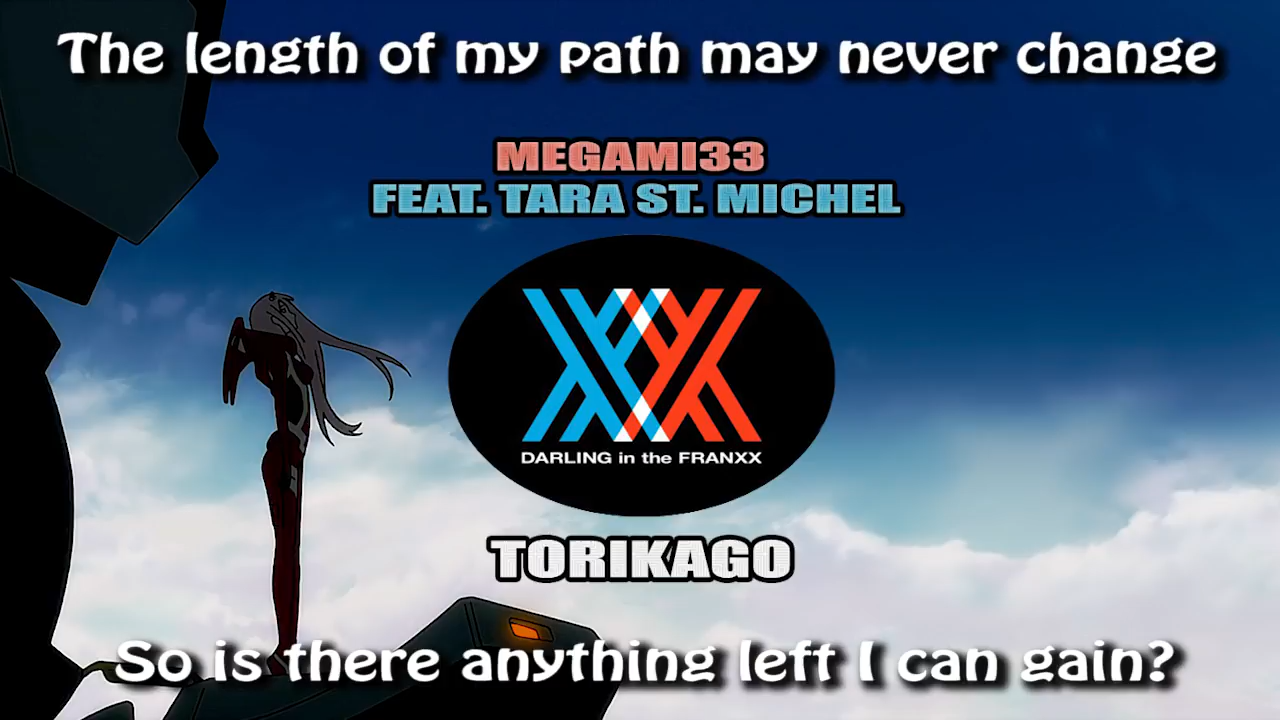 The length of my path may never change
MEGAMI33
FEAT. TARA ST. MICHEL
DARLING in the FRANXX
TORIKAGO
So is there anything left I can gain?